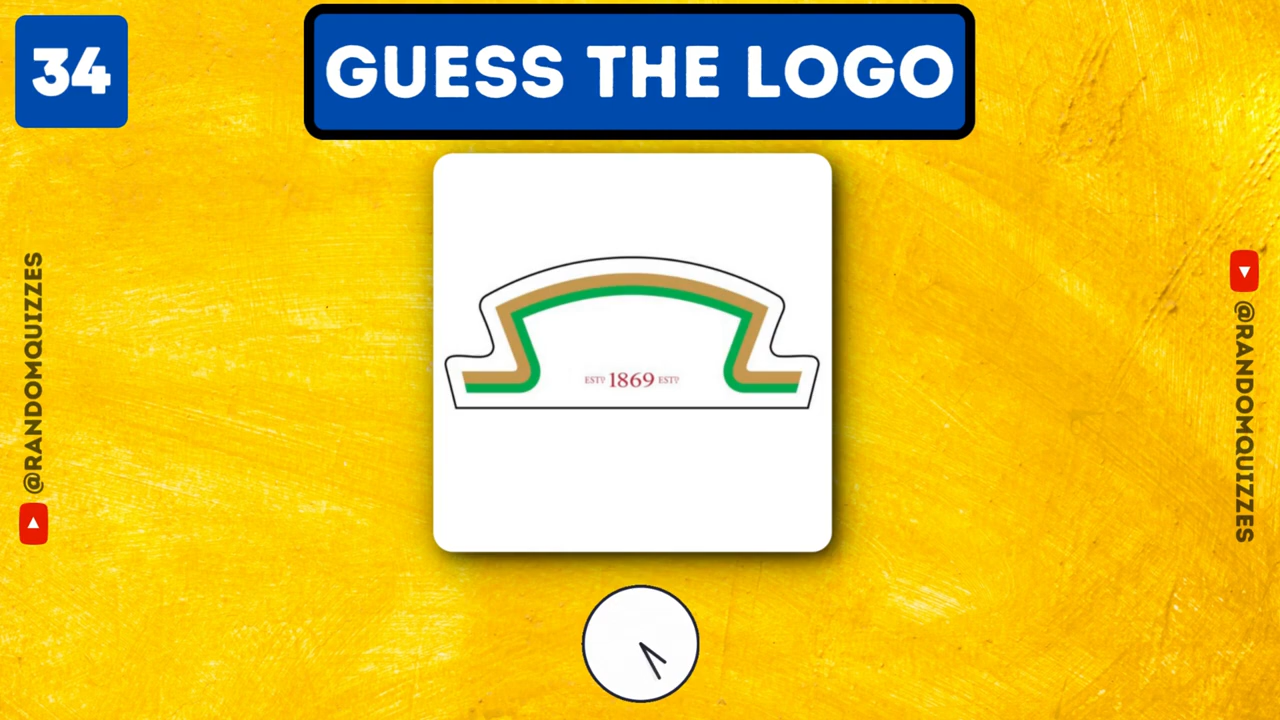 34
GUESS THE LOGO
ESTD 1869 ESTD
@RANDOMQUIZZES
@RANDOMQUIZZES